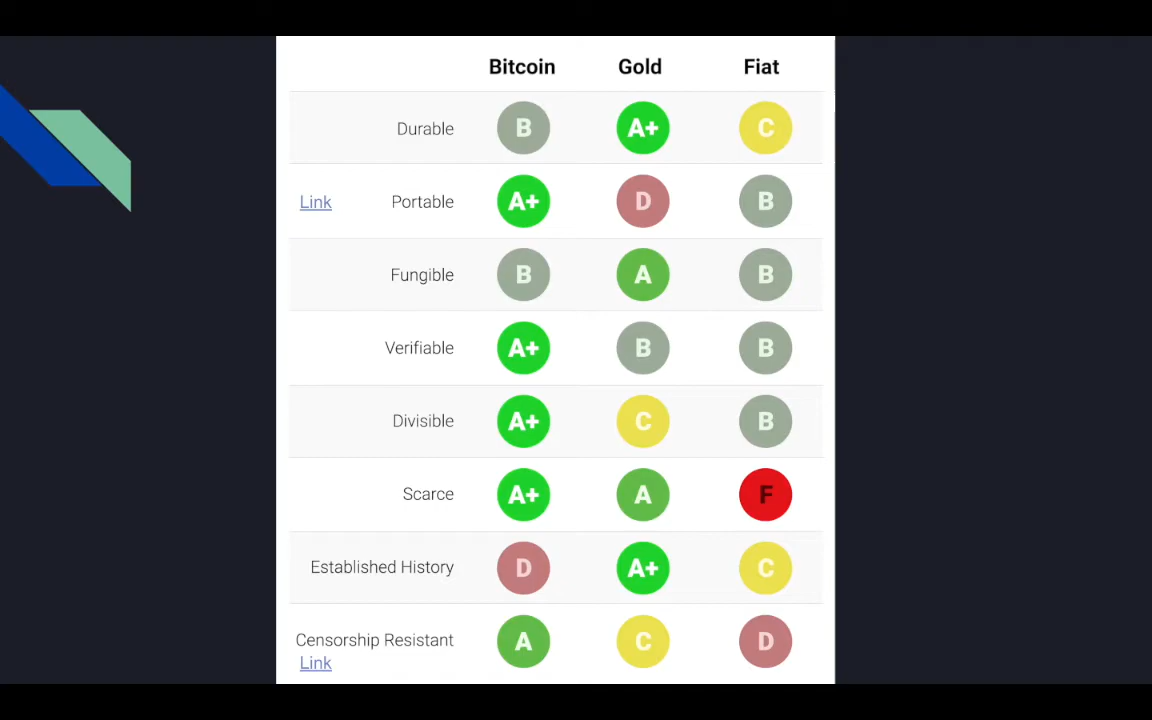 Bitcoin Gold Fiat
Durable B A+ C
Link Portable A+ D B
Fungible B A B
Verifiable A+ B B
Divisible A+ C B
Scarce A+ A F
Established History D A+ C
Censorship Resistant A C D
Link